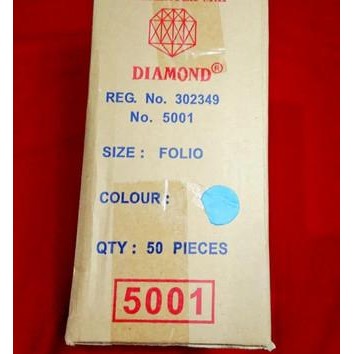 DIAMOND®
REG. No. 302349
No. 5001
SIZE : FOLIO
COLOUR :
QTY : 50 PIECES
5001